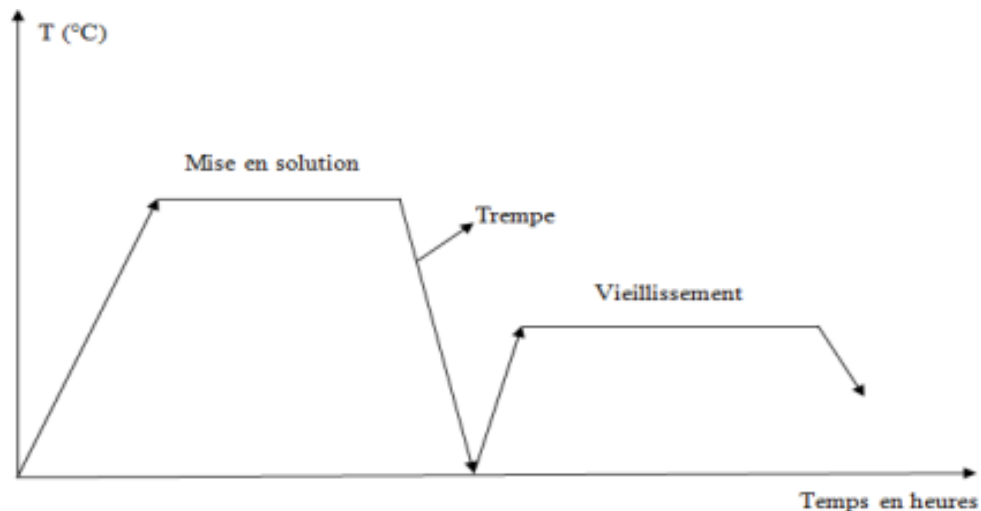 T (°C)
Mise en solution
Trempe
Vieillissement
Temps en heures